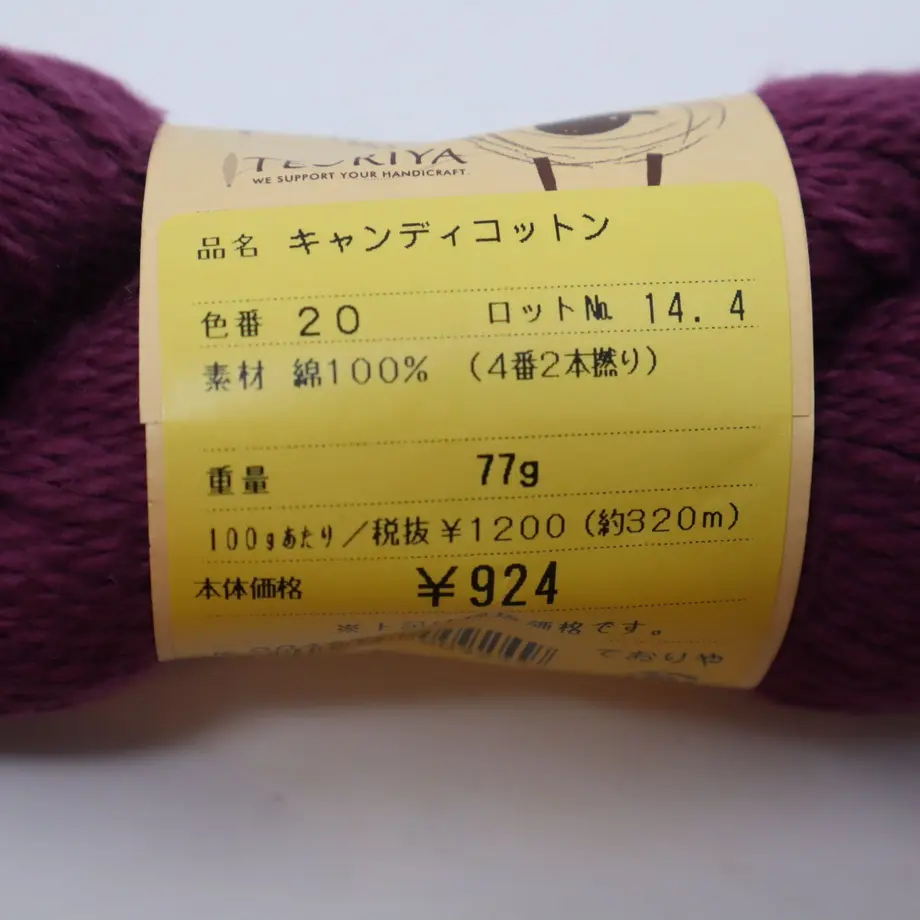 TEORIYA
WE SUPPORT YOUR HANDICRAFT.
品名 キャンディコットン
色番 20 ロット№ 14.4
素材 綿100% (4番2本撚り)
重量 77g
100gあたり/税抜¥1200(約320m)
本体価格 ¥924
価格です。
ておりや